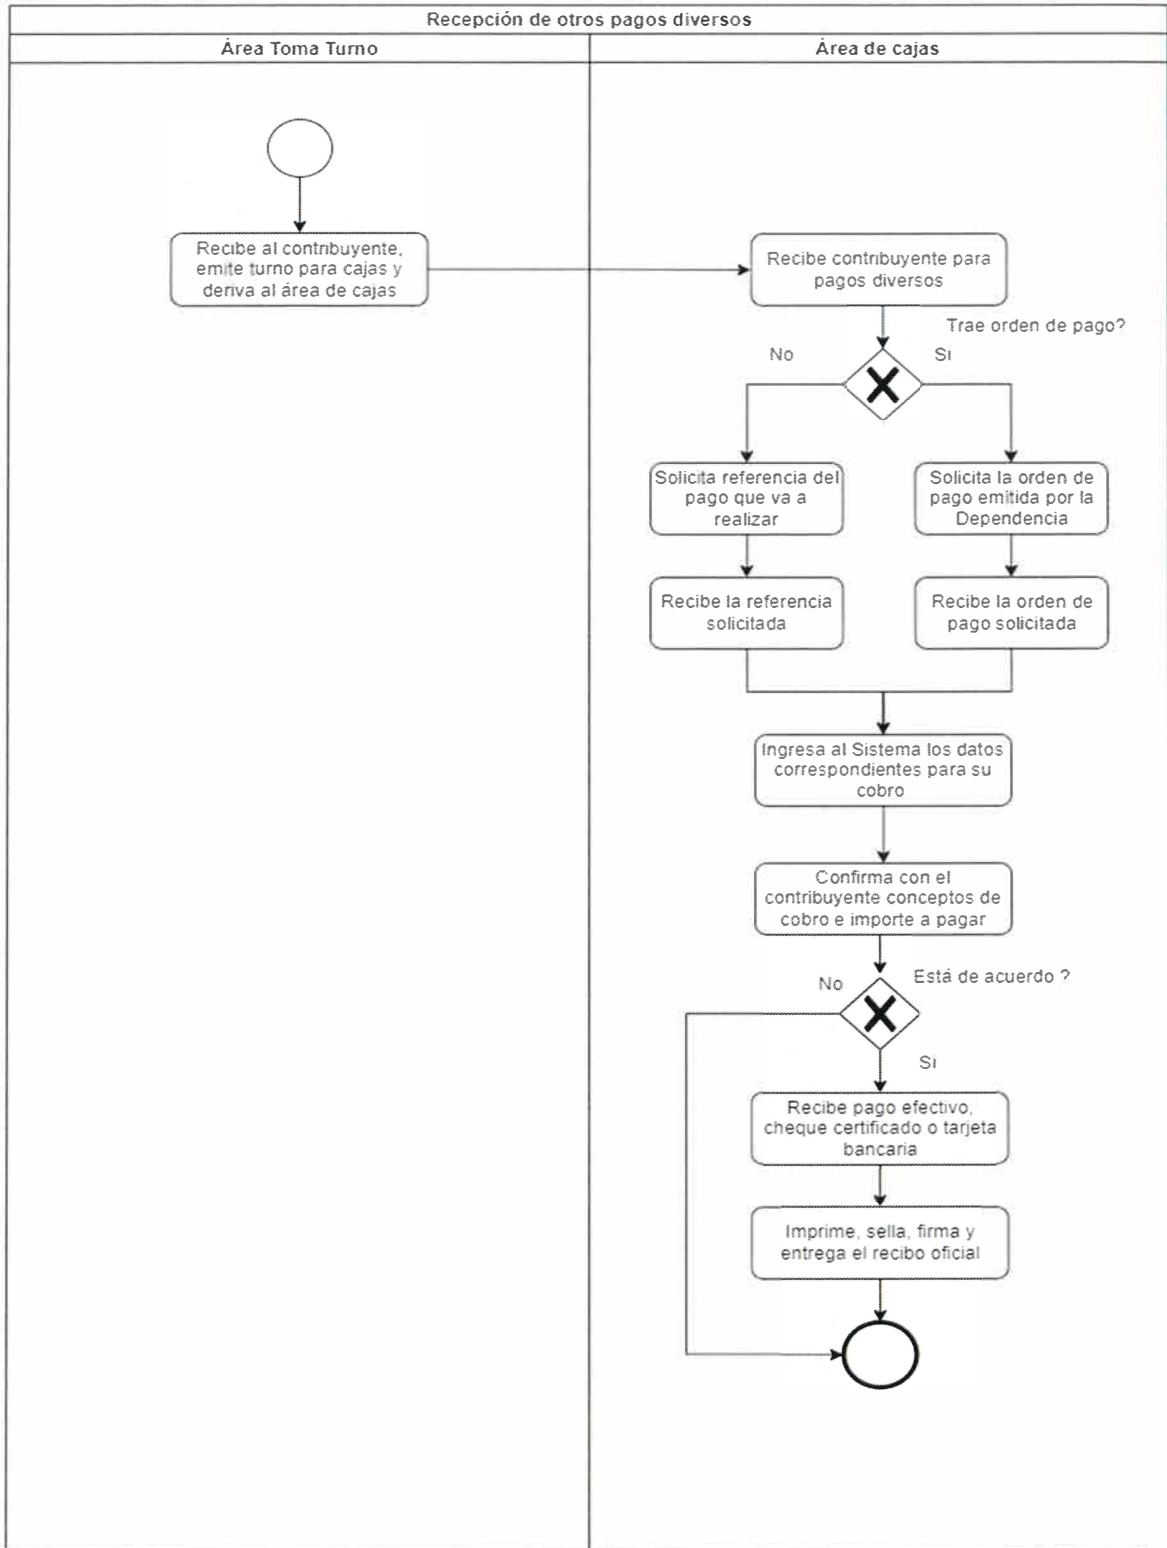 Recepción de otros pagos diversos
Área Toma Turno
Área de cajas
Recibe al contribuyente,
emite turno para cajas y
deriva al área de cajas
Recibe contribuyente para
pagos diversos
Trae orden de pago?
No
Si
Solicita referencia del
pago que va a
realizar
Solicita la orden de
pago emitida por la
Dependencia
Recibe la referencia
solicitada
Recibe la orden de
pago solicitada
Ingresa al Sistema los datos
correspondientes para su
cobro
Confirma con el
contribuyente conceptos de
cobro e importe a pagar
Está de acuerdo ?
No
Si
Recibe pago efectivo,
cheque certificado o tarjeta
bancaria
Imprime, sella, firma y
entrega el recibo oficial